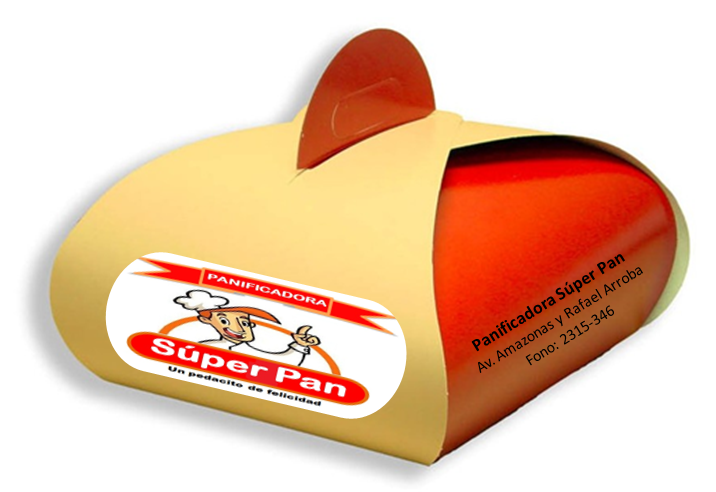 PANIFICADORA
Súper Pan
Un pedacito de felicidad
Panificadora Súper Pan
Av. Amazonas y Rafael Arroba
Fono: 2315-346